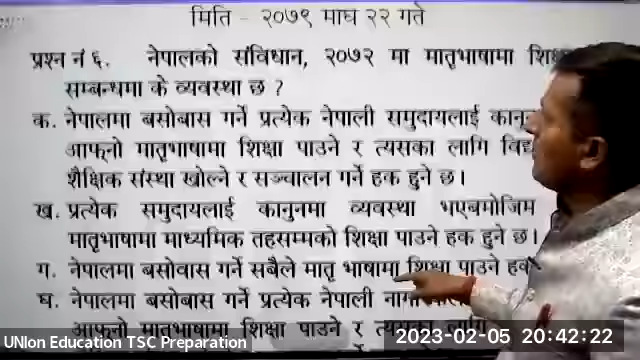 मिति - २०७९ माघ २२ गते
प्रश्न नं ६. नेपालको संविधान, २०७२ मा मातृभाषामा
सम्बन्धमा के व्यवस्था छ ?
क. नेपालमा बसोबास गर्ने प्रत्येक नेपाली समुदायलाई
आफ्नो मातृभाषामा शिक्षा पाउने र त्यसका लागि
शैक्षिक संस्था खोल्ने र सञ्चालन गर्ने हक हुने छ ।
ख. प्रत्येक समुदायलाई कानुनमा व्यवस्था भएबमोजिम
मातृभाषामा माध्यमिक तहसम्मको शिक्षा पाउने हक हुने छ।
ग. नेपालमा बसोवास गर्ने सबैले मातृ भाषामा शिक्षा पाउने हक
घ. नेपालमा बसोबास गर्ने प्रत्येक नेपाली
आफ्नो मातृभाषामा शिक्षा पाउने र
UNIon Education TSC Preparation
2023-02-05 20:42:22